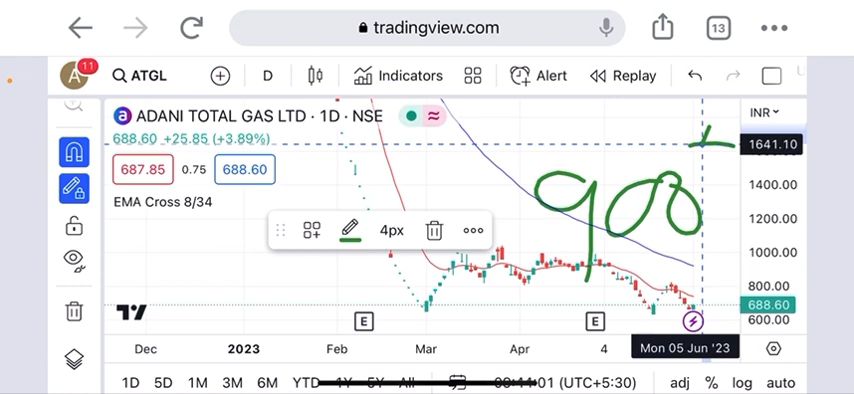 tradingview.com
13
A
11
ATGL
D
Indicators
Alert
Replay
ADANI TOTAL GAS LTD · 1D · NSE
INR
688.60 +25.85 (+3.89%)
1641.10
687.85
0.75
688.60
1400.00
EMA Cross 8/34
908
1200.00
4px
1000.00
800.00
688.60
600.00
E
E
Dec
2023
Feb
Mar
Apr
4
Mon 05 Jun '23
1D
5D
1M
3M
6M
YTD
1Y
5Y
All
(UTC+5:30)
adj
%
log
auto